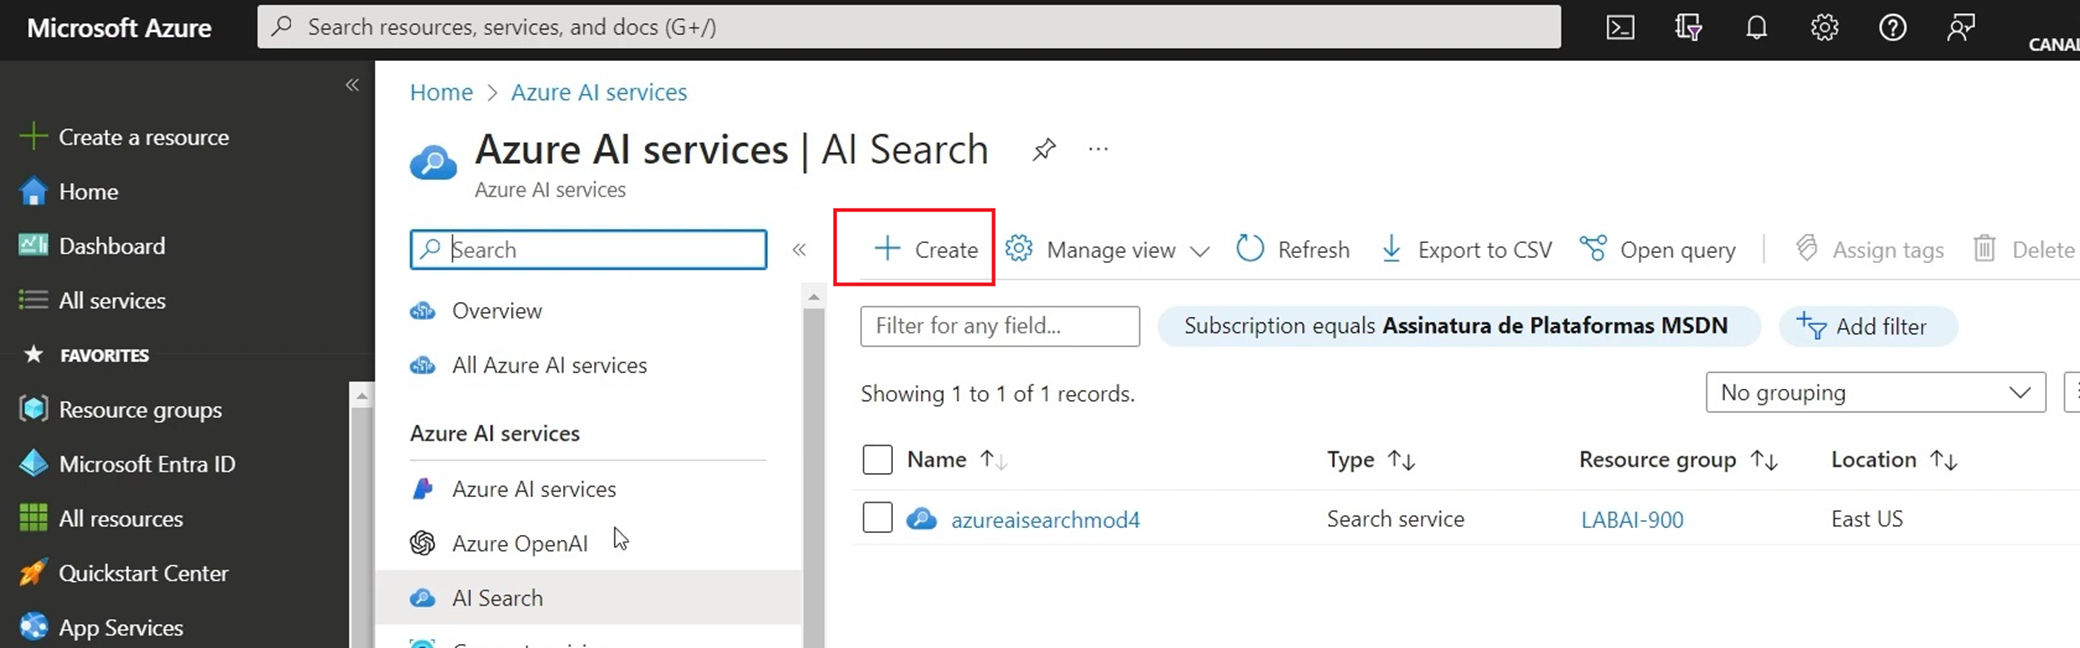 Microsoft Azure
Search resources, services, and docs (G+/)
CANAL
Create a resource
Home
Dashboard
All services
FAVORITES
Resource groups
Microsoft Entra ID
All resources
Quickstart Center
App Services
Home > Azure AI services
Azure AI services | AI Search
Azure AI services
Search
Overview
All Azure AI services
Azure AI services
Azure AI services
Azure OpenAI
AI Search
Create
Manage view
Refresh
Export to CSV
Open query
Assign tags
Delete
Filter for any field...
Subscription equals Assinatura de Plataformas MSDN
Add filter
Showing 1 to 1 of 1 records.
No grouping
Name Type Resource group Location
azureaisearchmod4 Search service LABAI-900 East US